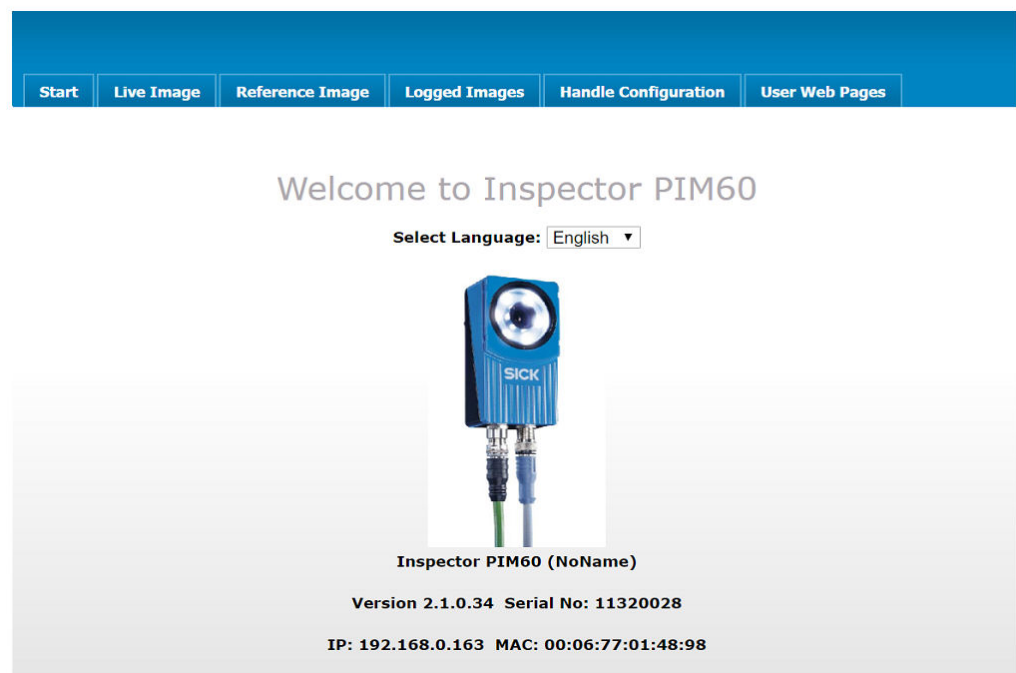 Start Live Image Reference Image Logged Images Handle Configuration User Web Pages
Welcome to Inspector PIM60
Select Language: English
SICK
Inspector PIM60 (NoName)
Version 2.1.0.34 Serial No: 11320028
IP: 192.168.0.163 MAC: 00:06:77:01:48:98